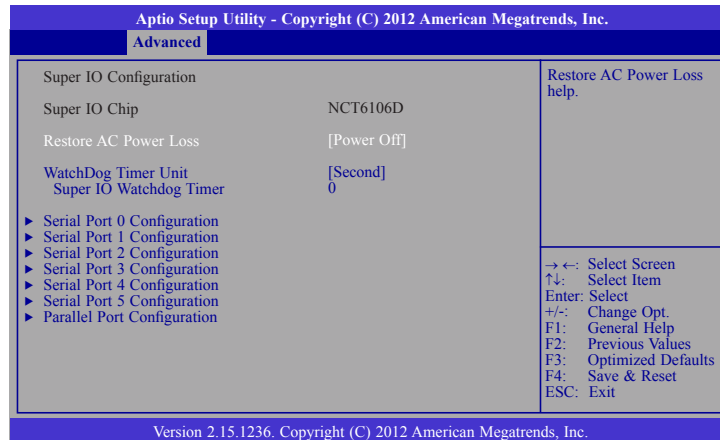 Aptio Setup Utility - Copyright (C) 2012 American Megatrends, Inc.
Advanced
Super IO Configuration
Super IO Chip NCT6106D
Restore AC Power Loss [Power Off]
WatchDog Timer Unit [Second]
Super IO Watchdog Timer 0
▶ Serial Port 0 Configuration
▶ Serial Port 1 Configuration
▶ Serial Port 2 Configuration
▶ Serial Port 3 Configuration
▶ Serial Port 4 Configuration
▶ Serial Port 5 Configuration
▶ Parallel Port Configuration
Restore AC Power Loss
help.
→ ←: Select Screen
↑↓: Select Item
Enter: Select
+/-: Change Opt.
F1: General Help
F2: Previous Values
F3: Optimized Defaults
F4: Save & Reset
ESC: Exit
Version 2.15.1236. Copyright (C) 2012 American Megatrends, Inc.